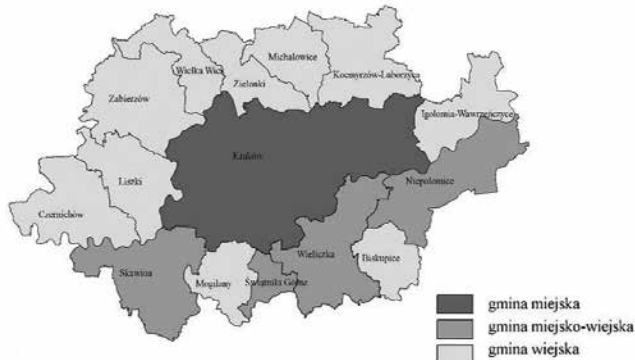 Michałowice
Kocmyrzów-Luborzyca
Wielka Wieś
Zielonki
Zabierzów
Igołomia-Wawrzeńczyce
Kraków
Liszki
Niepołomice
Czernichów
Wieliczka
Biskupice
Skawina
Mogilany
Świątniki Górne
gmina miejska
gmina miejsko-wiejska
gmina wiejska